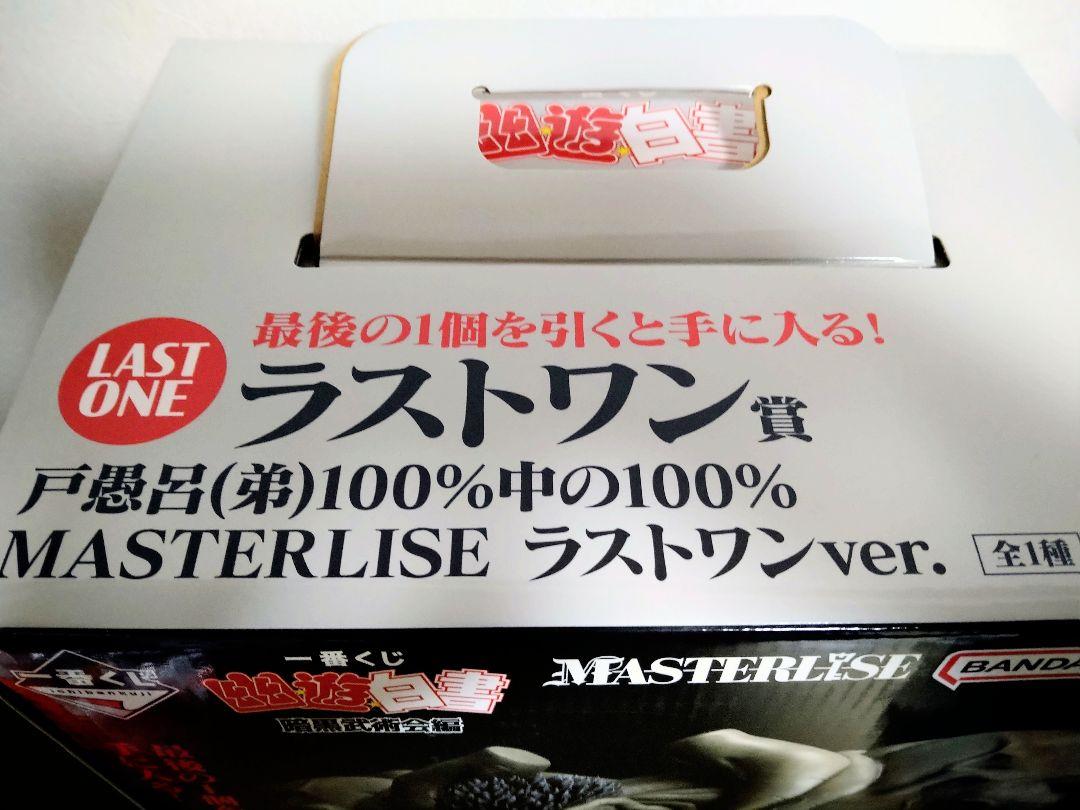 幽遊白書
LAST
ONE
最後の1個を引くと手に入る!
ラストワン賞
戸愚呂(弟)100%中の100%
MASTERLISE ラストワンver.
全1種
一番くじ
ichibankuji
一番くじ
幽遊白書
暗黒武術会編
MASTERLISE
BANDA